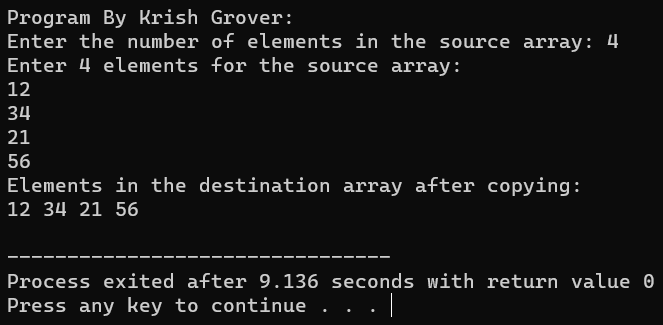 Program By Krish Grover:
Enter the number of elements in the source array: 4
Enter 4 elements for the source array:
12
34
21
56
Elements in the destination array after copying:
12 34 21 56

--------------------------------
Process exited after 9.136 seconds with return value 0
Press any key to continue . . .